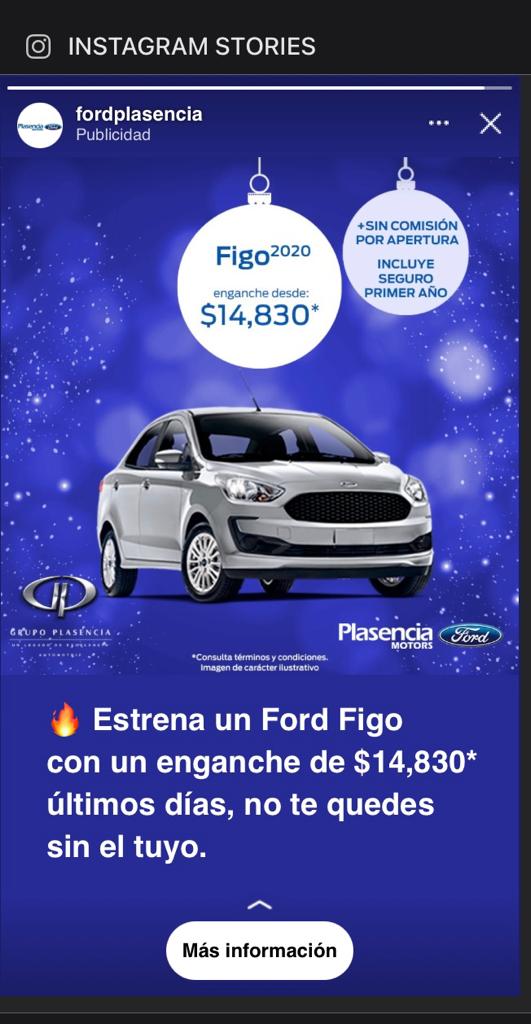 INSTAGRAM STORIES
fordplasencia
Publicidad
Figo2020
enganche desde:
$14,830*
+SIN COMISIÓN
POR APERTURA
INCLUYE
SEGURO
PRIMER AÑO
GRUPO PLASENCIA
AUTOMOTRIZ
Plasencia
MOTORS
Ford
*Consulta términos y condiciones.
Imagen de carácter ilustrativo
🔥 Estrena un Ford Figo
con un enganche de $14,830*
últimos días, no te quedes
sin el tuyo.
Más información